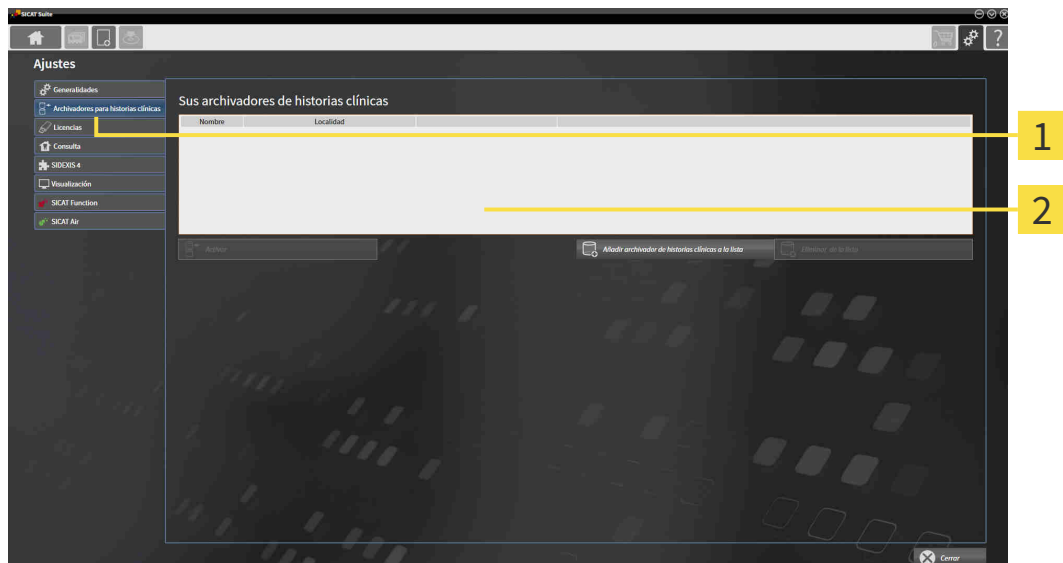 SICAT Suite
?
Ajustes
Generalidades
Archivadores para historias clínicas
Licencias
Consulta
SIDEXIS 4
Visualización
SICAT Function
SICAT Air
Sus archivadores de historias clínicas
Nombre Localidad
Activar
Añadir archivador de historias clínicas a la lista
Eliminar de la lista
Cerrar
1
2